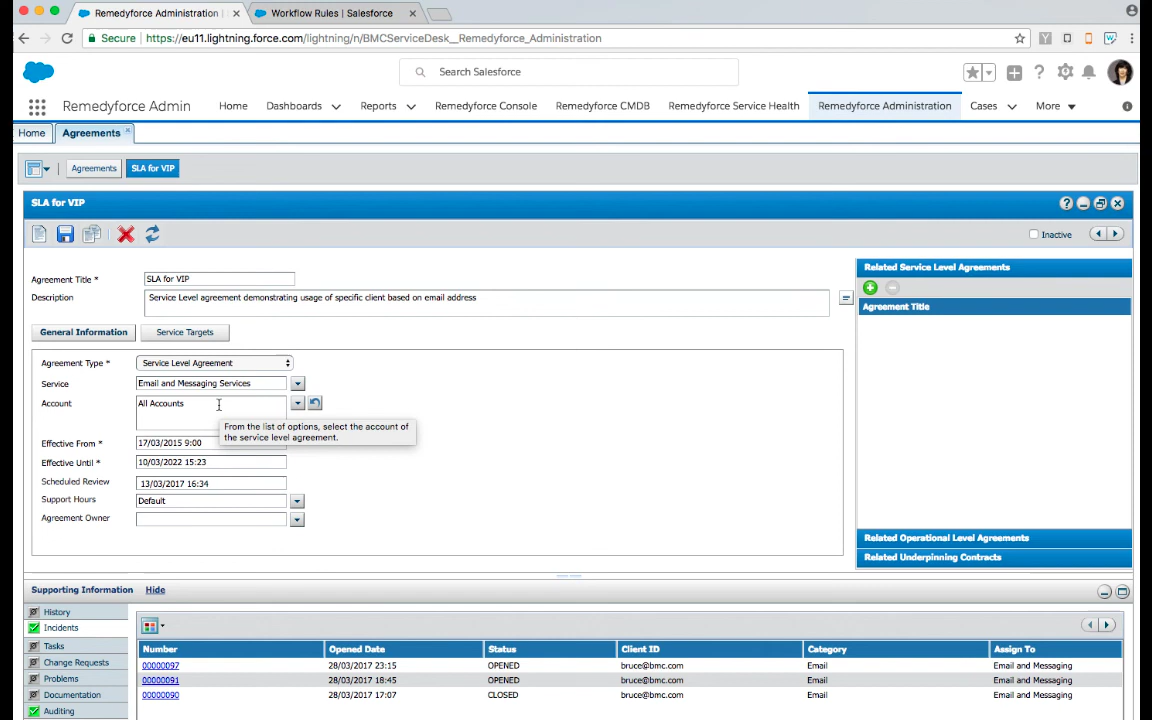 Remedyforce Administration
Workflow Rules | Salesforce
Secure
https://eu11.lightning.force.com/lightning/n/BMCServiceDesk__Remedyforce_Administration
Search Salesforce
Remedyforce Admin
Home
Dashboards
Reports
Remedyforce Console
Remedyforce CMDB
Remedyforce Service Health
Remedyforce Administration
Cases
More
Home
Agreements
Agreements
SLA for VIP
SLA for VIP
Inactive
Agreement Title *
SLA for VIP
Description
Service Level agreement demonstrating usage of specific client based on email address
General Information
Service Targets
Agreement Type *
Service Level Agreement
Service
Email and Messaging Services
Account
All Accounts
From the list of options, select the account of
the service level agreement.
Effective From *
17/03/2015 9:00
Effective Until *
10/03/2022 15:23
Scheduled Review
13/03/2017 16:34
Support Hours
Default
Agreement Owner
Related Service Level Agreements
Agreement Title
Related Operational Level Agreements
Related Underpinning Contracts
Supporting Information
Hide
History
Incidents
Tasks
Change Requests
Problems
Documentation
Auditing
Number Opened Date Status Client ID Category Assign To
00000097 28/03/2017 23:15 OPENED bruce@bmc.com Email Email and Messaging
00000091 28/03/2017 18:45 OPENED bruce@bmc.com Email Email and Messaging
00000090 28/03/2017 17:07 CLOSED bruce@bmc.com Email Email and Messaging